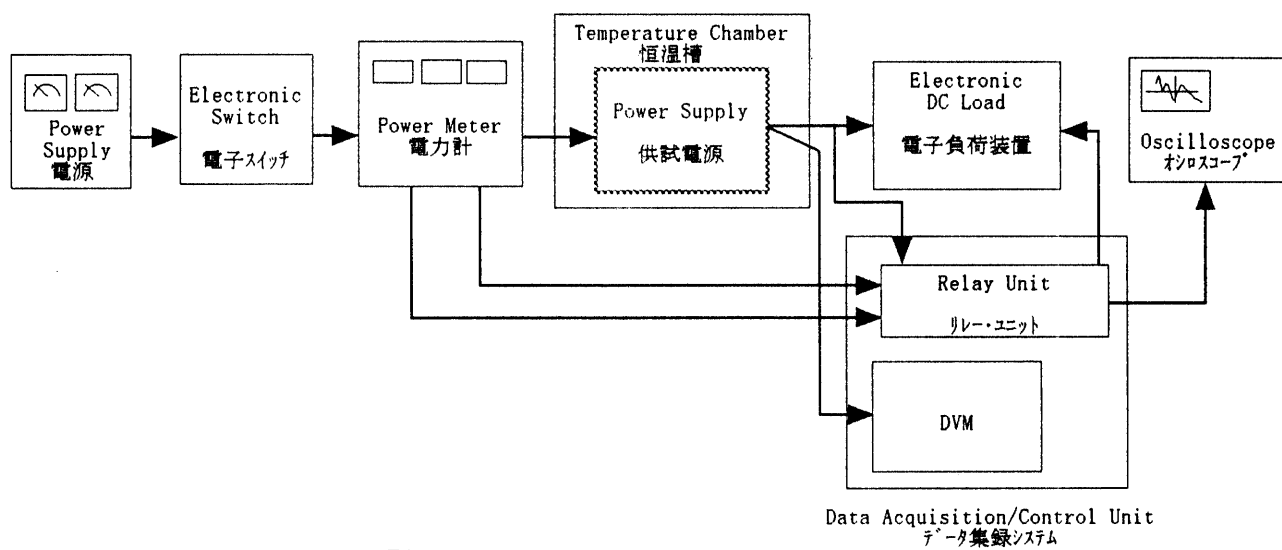 Power
Supply
電源
Electronic
Switch
電子スイッチ
Power Meter
電力計
Temperature Chamber
恒温槽
Power Supply
供試電源
Electronic
DC Load
電子負荷装置
Oscilloscope
オシロスコープ
Relay Unit
リレー・ユニット
DVM
Data Acquisition/Control Unit
データ集録システム